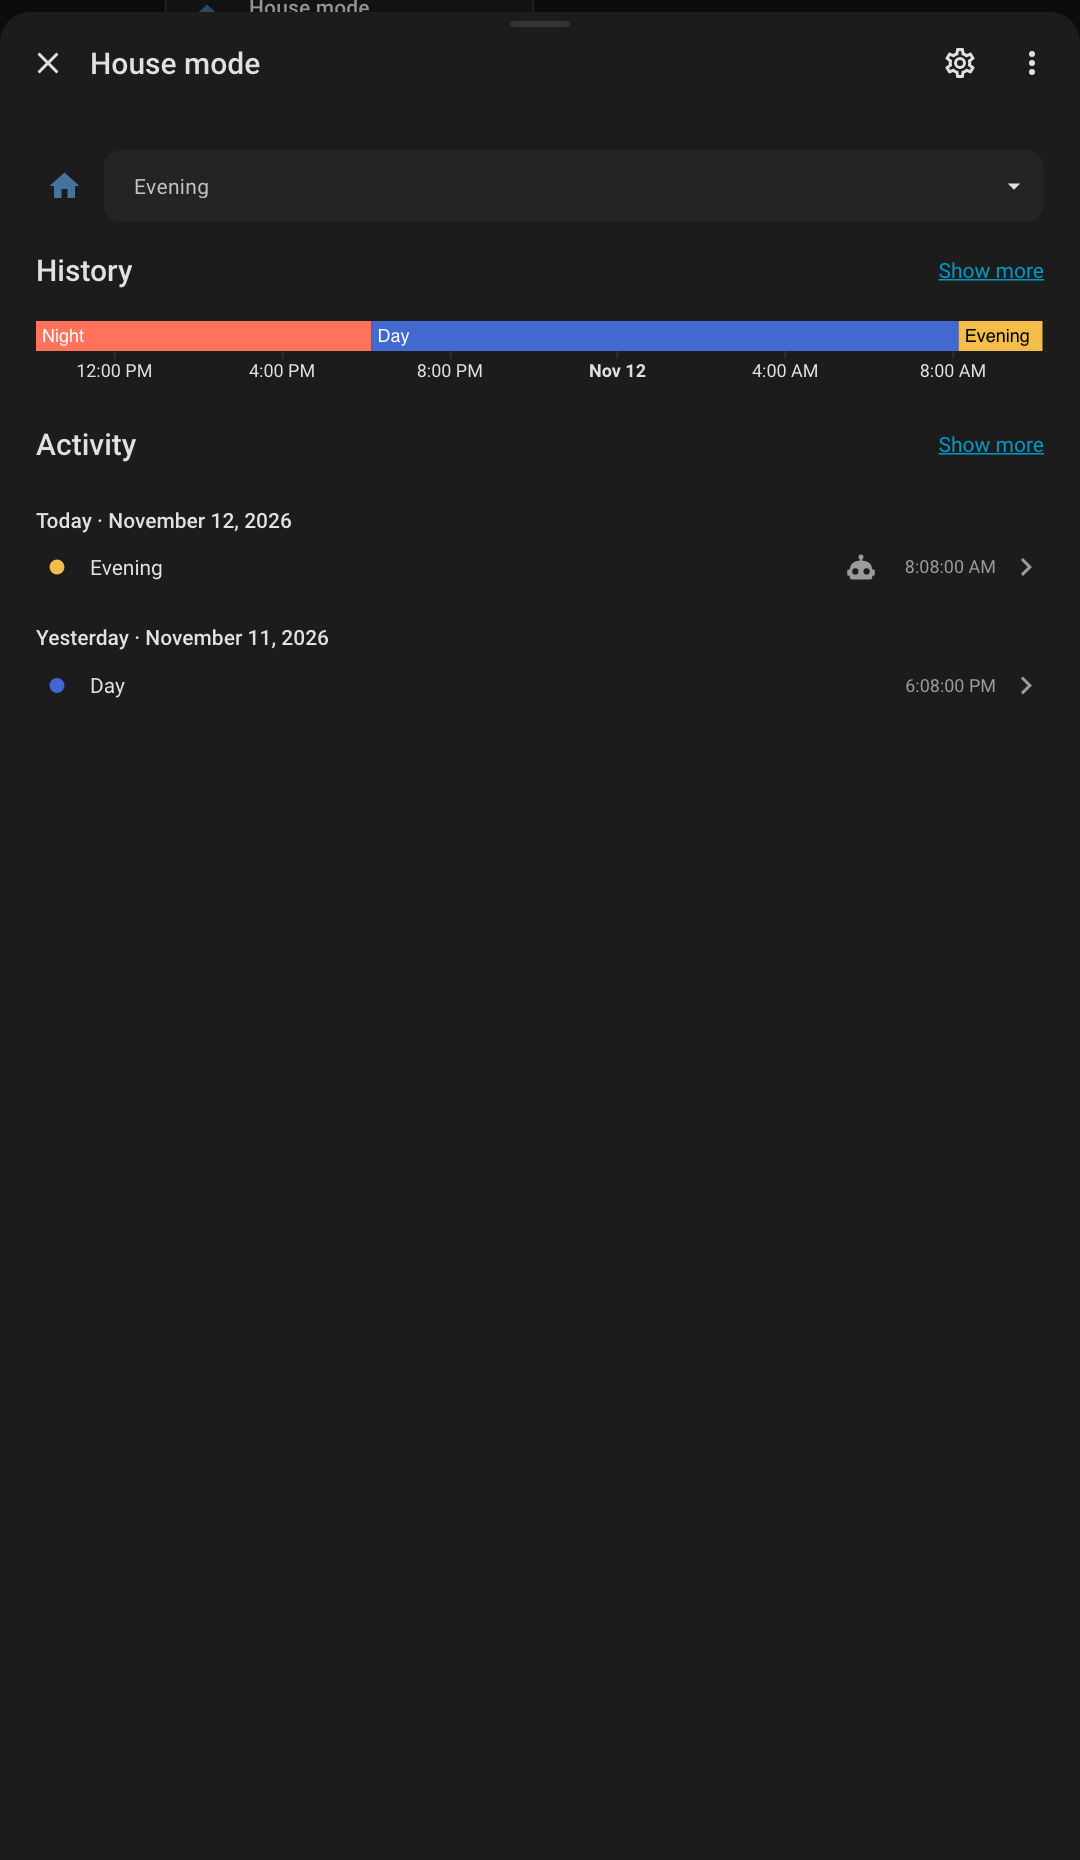 House mode
House mode
Evening
History
Show more
Night Day Evening
12:00 PM 4:00 PM 8:00 PM Nov 12 4:00 AM 8:00 AM
Activity
Show more
Today · November 12, 2026
Evening 8:08:00 AM
Yesterday · November 11, 2026
Day 6:08:00 PM